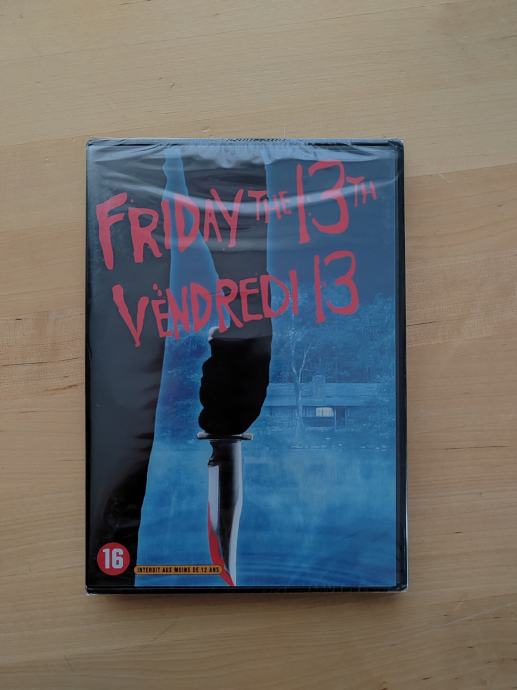 FRIDAY THE 13TH
VENDREDI 13
16
INTERDIT AUX MOINS DE 12 ANS